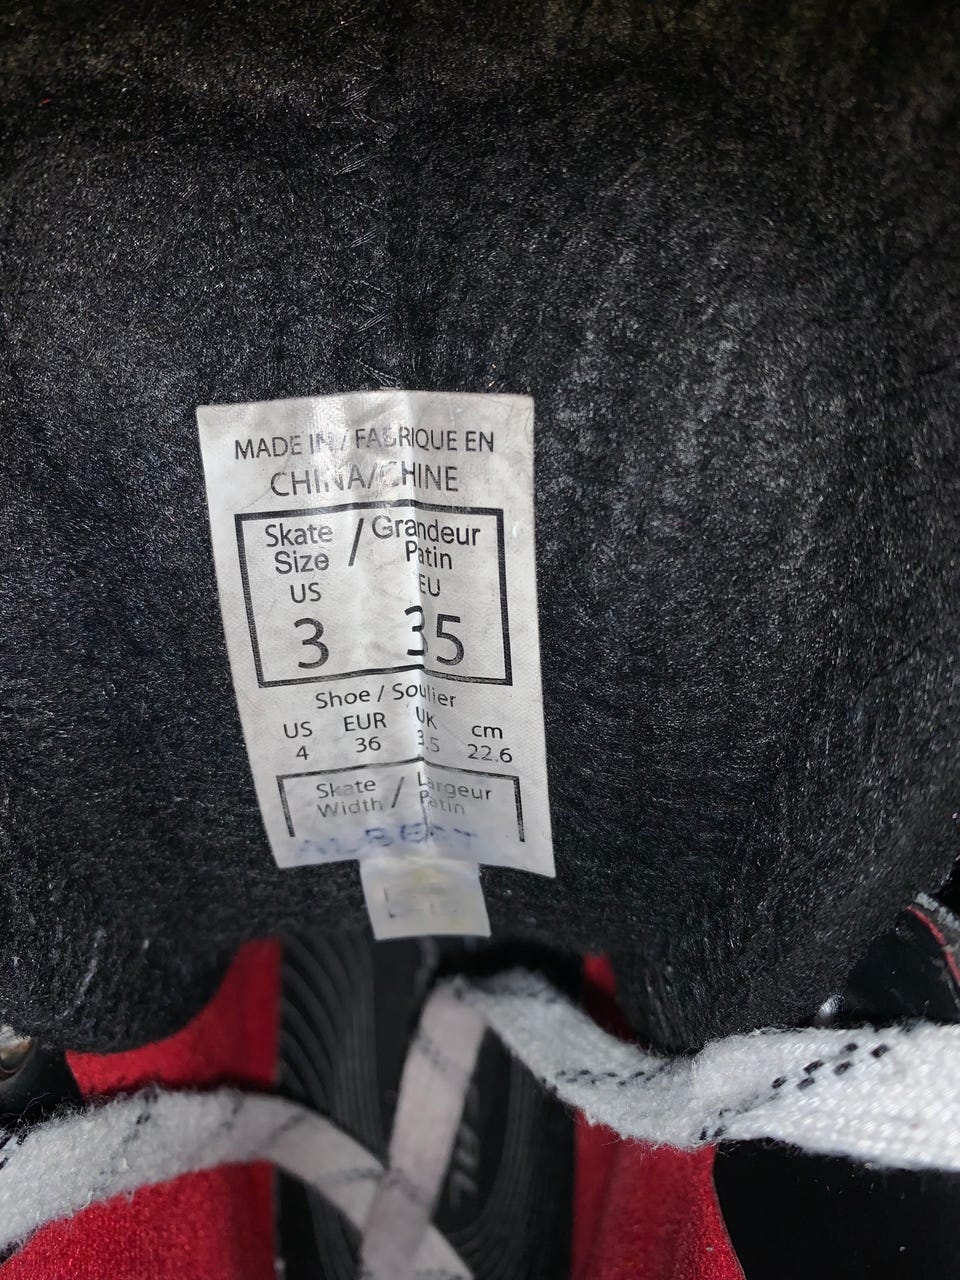 MADE IN / FABRIQUE EN
CHINA/CHINE
Skate Size / Grandeur Patin
US EU
3 35
Shoe / Soulier
US EUR UK cm
4 36 3.5 22.6
Skate Width / Largeur Patin
ALBERT